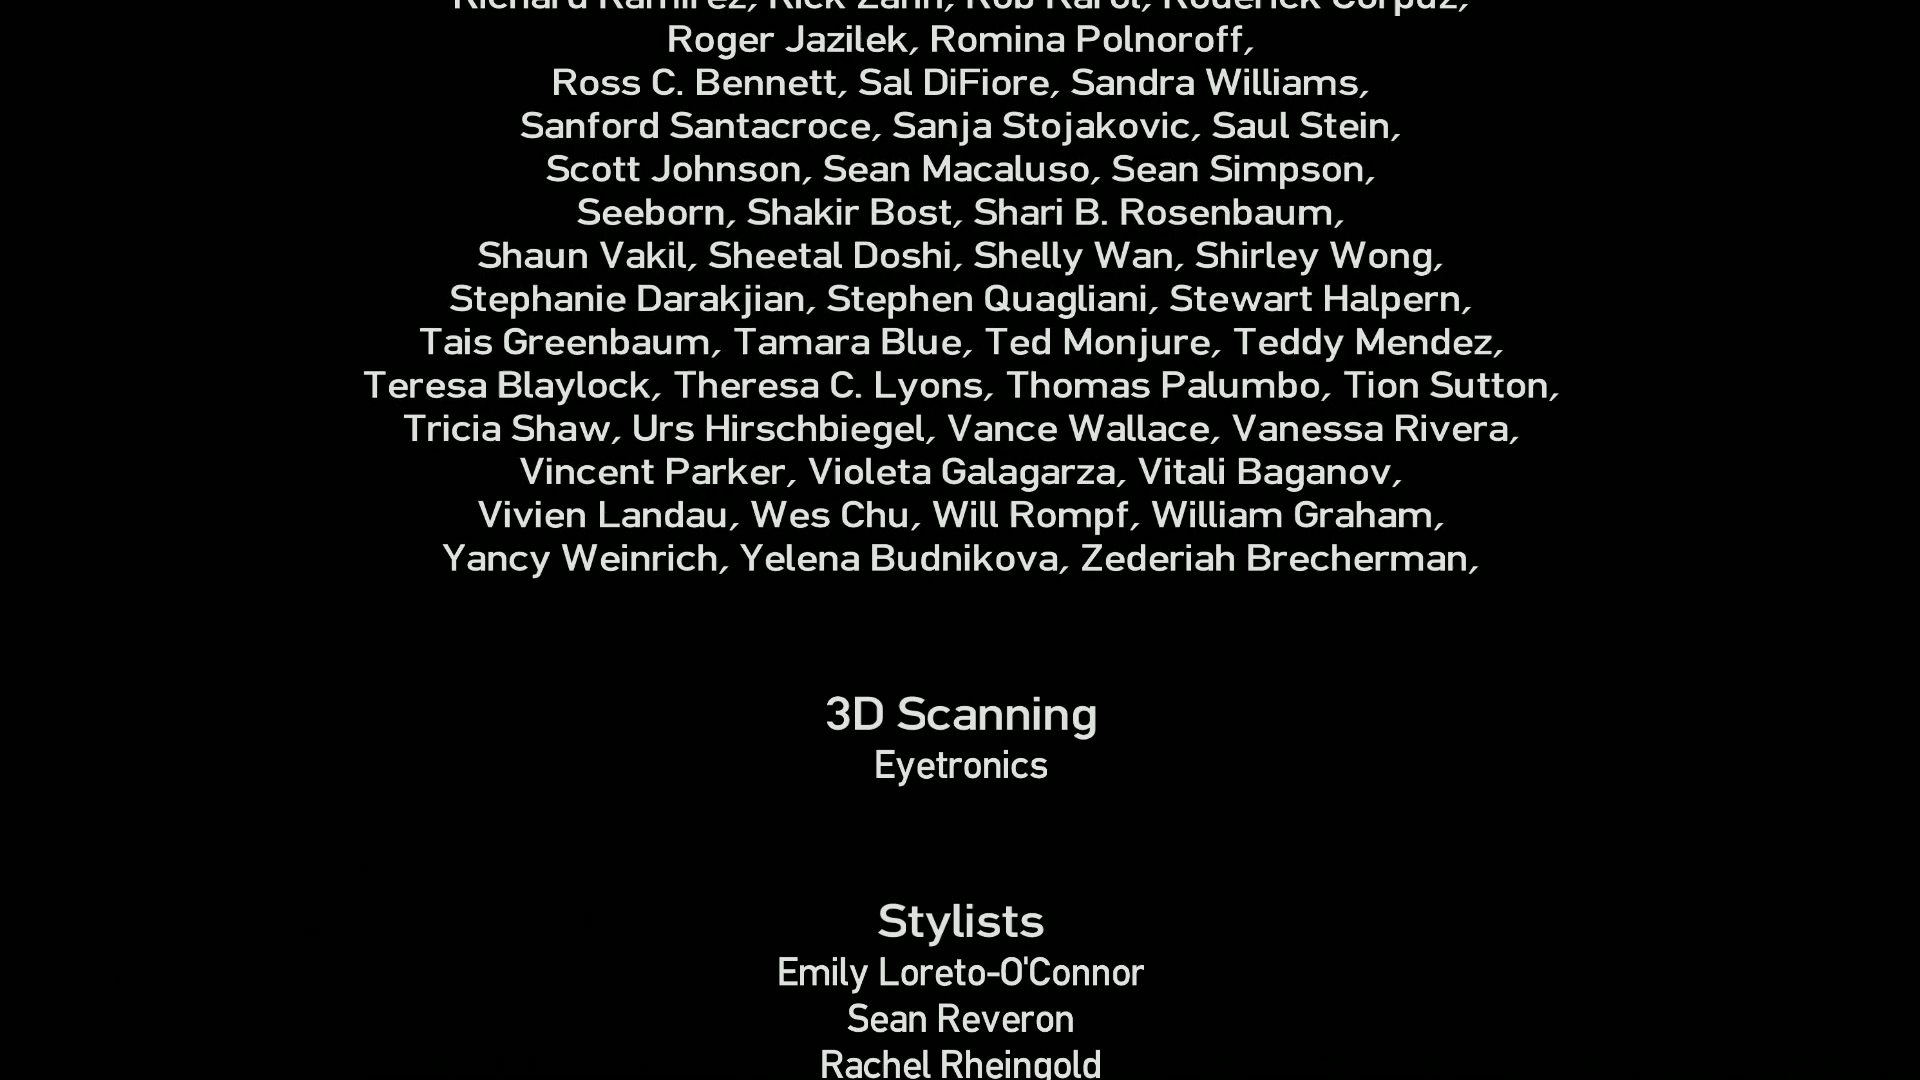 Richard Ramirez, Rick Zahn, Rob Karol, Roderick Corpuz,
Roger Jazilek, Romina Polnoroff,
Ross C. Bennett, Sal DiFiore, Sandra Williams,
Sanford Santacroce, Sanja Stojakovic, Saul Stein,
Scott Johnson, Sean Macaluso, Sean Simpson,
Seeborn, Shakir Bost, Shari B. Rosenbaum,
Shaun Vakil, Sheetal Doshi, Shelly Wan, Shirley Wong,
Stephanie Darakjian, Stephen Quagliani, Stewart Halpern,
Tais Greenbaum, Tamara Blue, Ted Monjure, Teddy Mendez,
Teresa Blaylock, Theresa C. Lyons, Thomas Palumbo, Tion Sutton,
Tricia Shaw, Urs Hirschbiegel, Vance Wallace, Vanessa Rivera,
Vincent Parker, Violeta Galagarza, Vitali Baganov,
Vivien Landau, Wes Chu, Will Rompf, William Graham,
Yancy Weinrich, Yelena Budnikova, Zederiah Brecherman,
3D Scanning
Eyetronics
Stylists
Emily Loreto-O'Connor
Sean Reveron
Rachel Rheingold